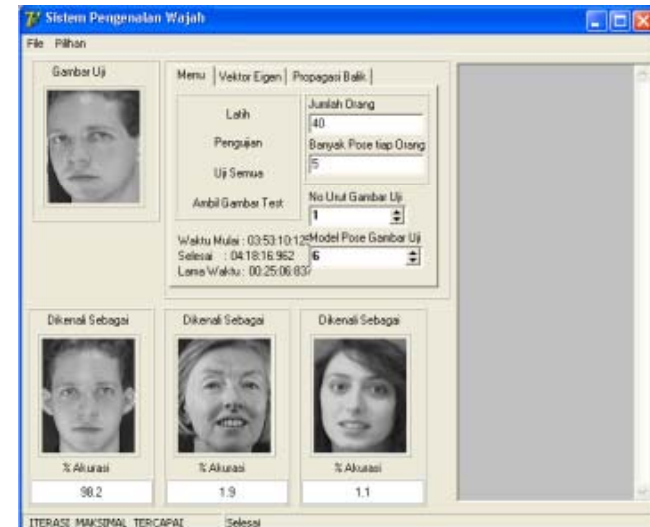 Sistem Pengenalan Wajah
File Pilihan
Gambar Uji
Menu Vektor Eigen Propagasi Balik
Latih
Pengujian
Uji Semua
Ambil Gambar Test
Jumlah Orang
40
Banyak Pose tiap Orang
5
No Urut Gambar Uji
1
Model Pose Gambar Uji
6
Waktu Mulai : 03:53:10:125
Selesai : 04:18:16:962
Lama Waktu : 00:25:06:837
Dikenali Sebagai Dikenali Sebagai Dikenali Sebagai
% Akurasi % Akurasi % Akurasi
98.2 1.9 1.1
ITERASI MAKSIMAL TERCAPAI Selesai